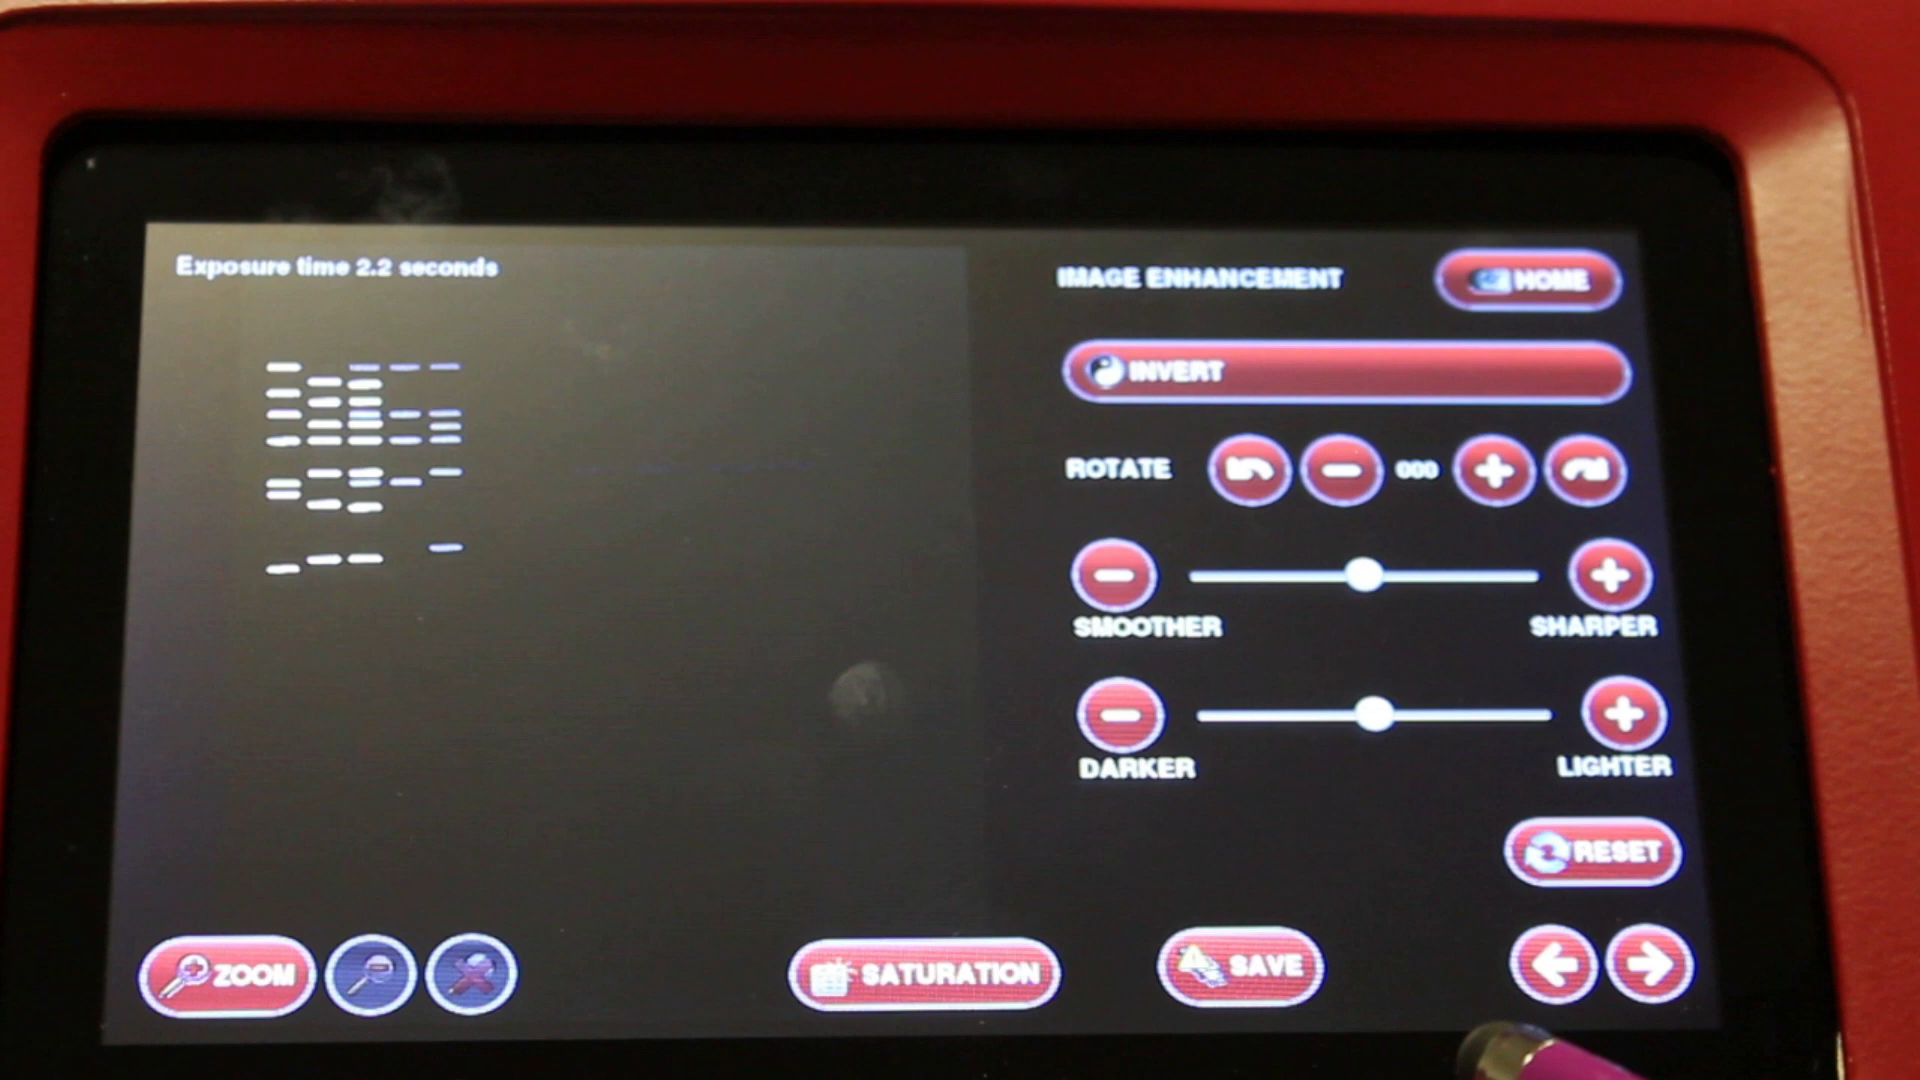 Exposure time 2.2 seconds
IMAGE ENHANCEMENT
HOME
INVERT
ROTATE
000
SMOOTHER
SHARPER
DARKER
LIGHTER
RESET
ZOOM
SATURATION
SAVE